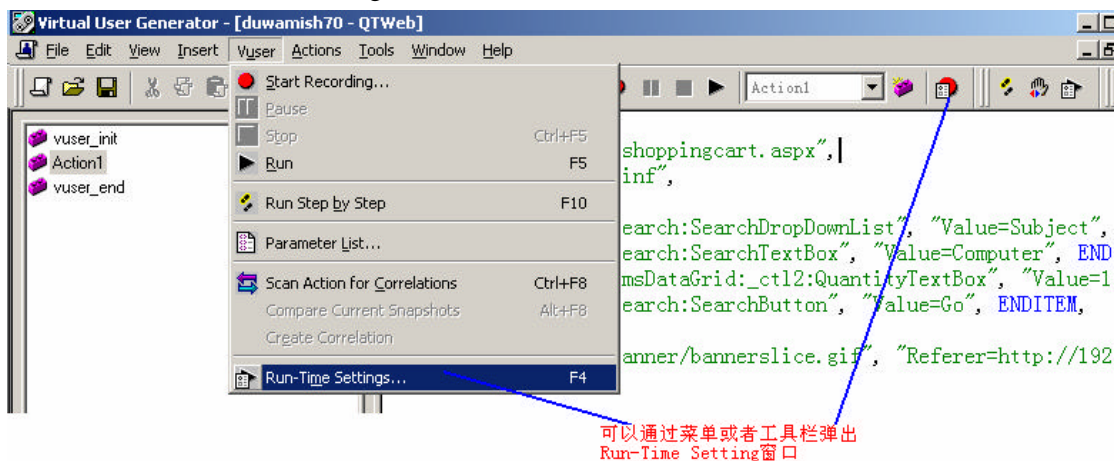 Virtual User Generator - [duwamish70 - QTWeb]
File Edit View Insert Vuser Actions Tools Window Help
Action1
vuser_init
Action1
vuser_end
Start Recording...
Pause
Stop Ctrl+F5
Run F5
Run Step by Step F10
Parameter List...
Scan Action for Correlations Ctrl+F8
Compare Current Snapshots Alt+F8
Create Correlation
Run-Time Settings... F4
shoppingcart.aspx",
inf",
earch:SearchDropDownList", "Value=Subject",
earch:SearchTextBox", "Value=Computer", END
msDataGrid:_ctl2:QuantityTextBox", "Value=1
earch:SearchButton", "Value=Go", ENDITEM,
anner/bannerslice.gif", "Referer=http://192
可以通过菜单或者工具栏弹出
Run-Time Setting窗口